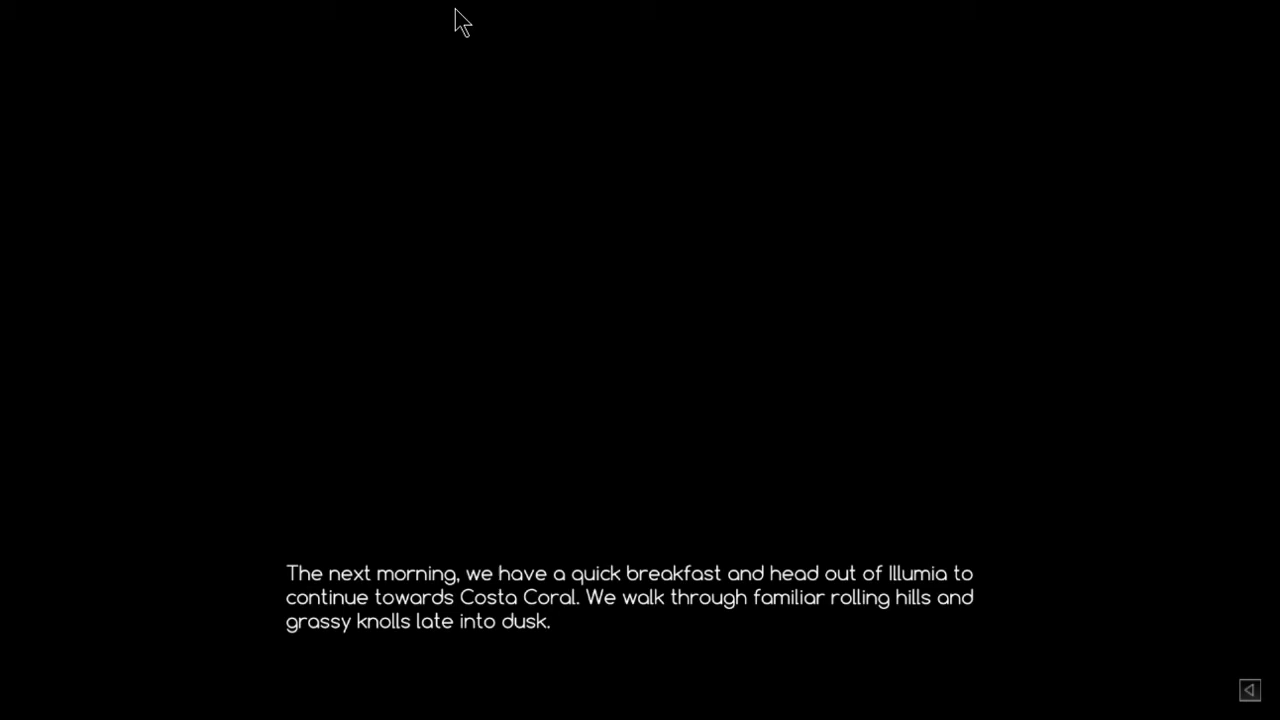 The next morning, we have a quick breakfast and head out of Illumia to
continue towards Costa Coral. We walk through familiar rolling hills and
grassy knolls late into dusk.